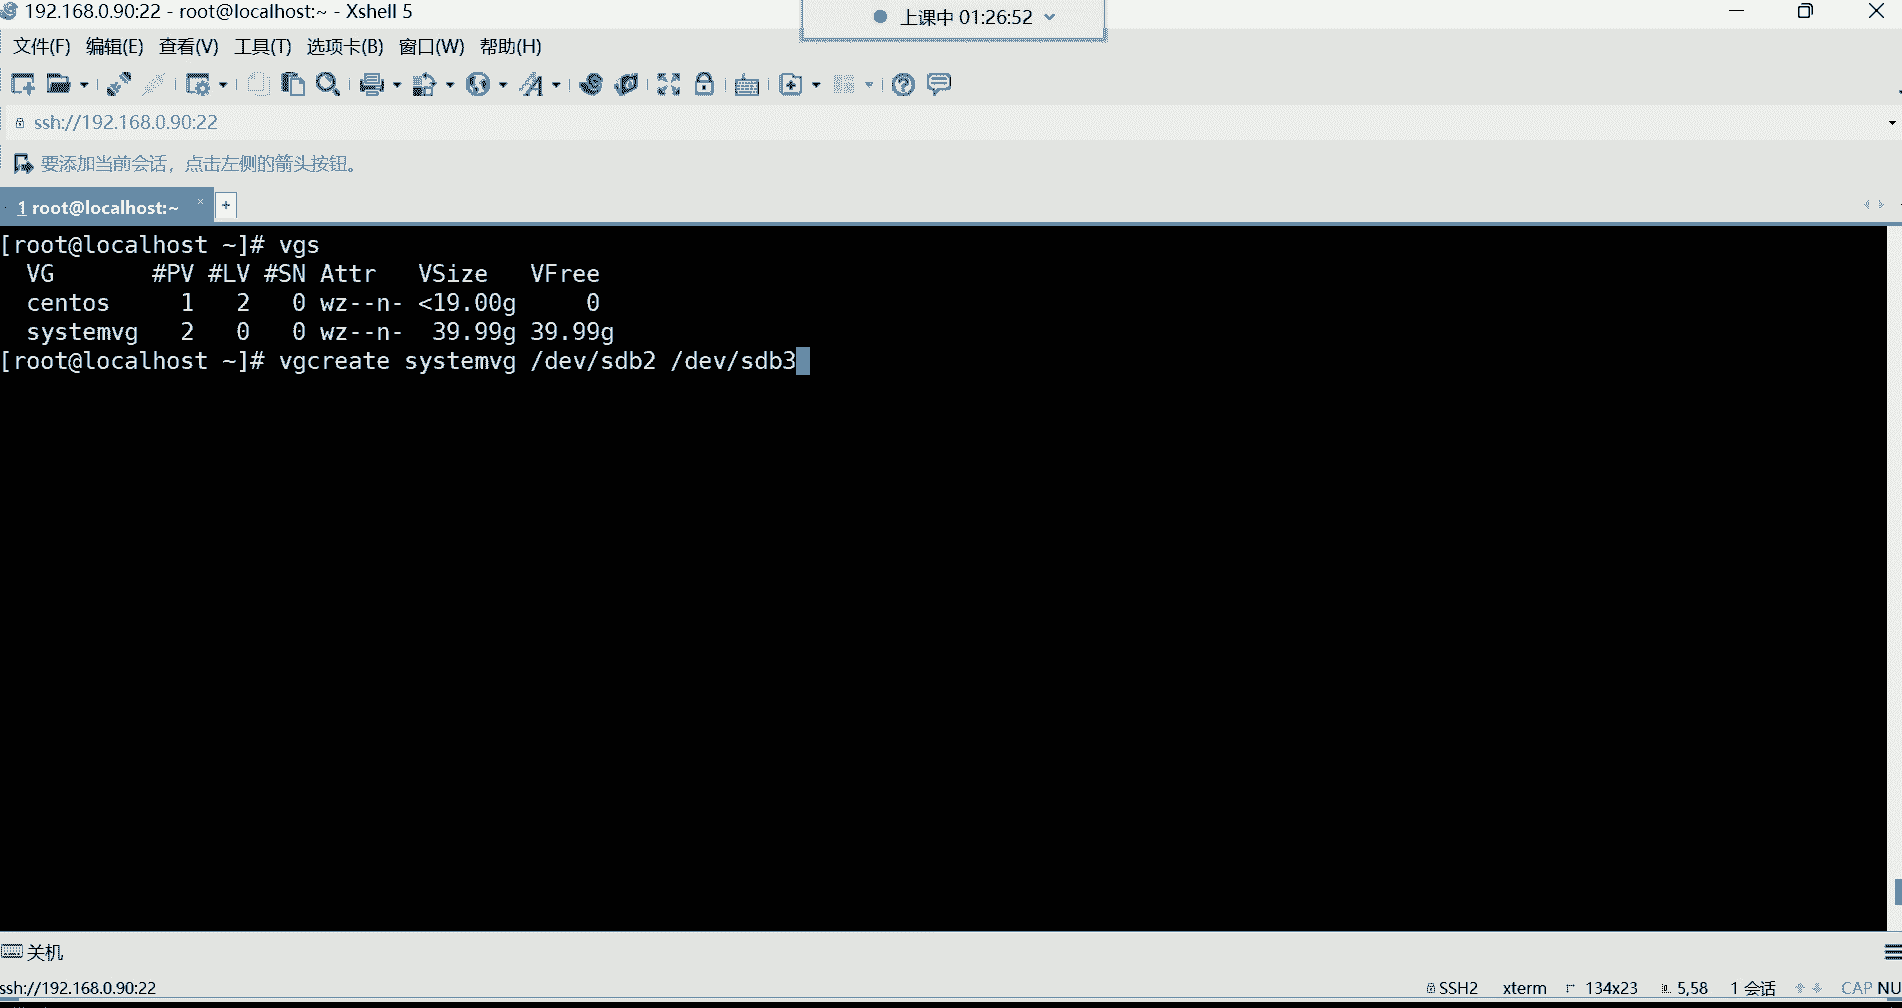 192.168.0.90:22 - root@localhost:~ - Xshell 5
上课中 01:26:52
文件(F) 编辑(E) 查看(V) 工具(T) 选项卡(B) 窗口(W) 帮助(H)
ssh://192.168.0.90:22
要添加当前会话，点击左侧的箭头按钮。
1 root@localhost:~ × +
[root@localhost ~]# vgs
  VG       #PV #LV #SN Attr   VSize   VFree
  centos     1   2   0 wz--n- <19.00g     0
  systemvg   2   0   0 wz--n-  39.99g 39.99g
[root@localhost ~]# vgcreate systemvg /dev/sdb2 /dev/sdb3
关机
ssh://192.168.0.90:22 SSH2 xterm 134x23 5,58 1 会话 CAP NU